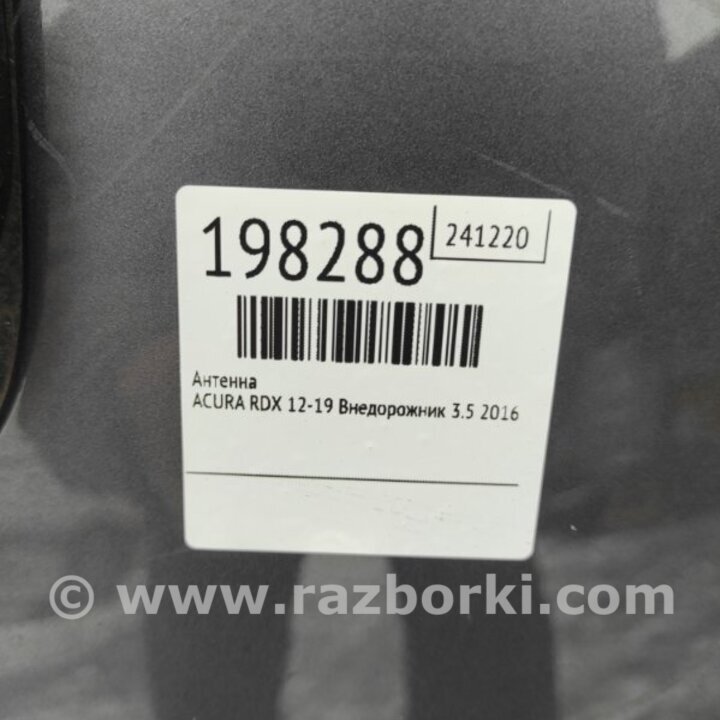 198288
241220
Антенна
ACURA RDX 12-19 Внедорожник 3.5 2016
© www.razborki.com